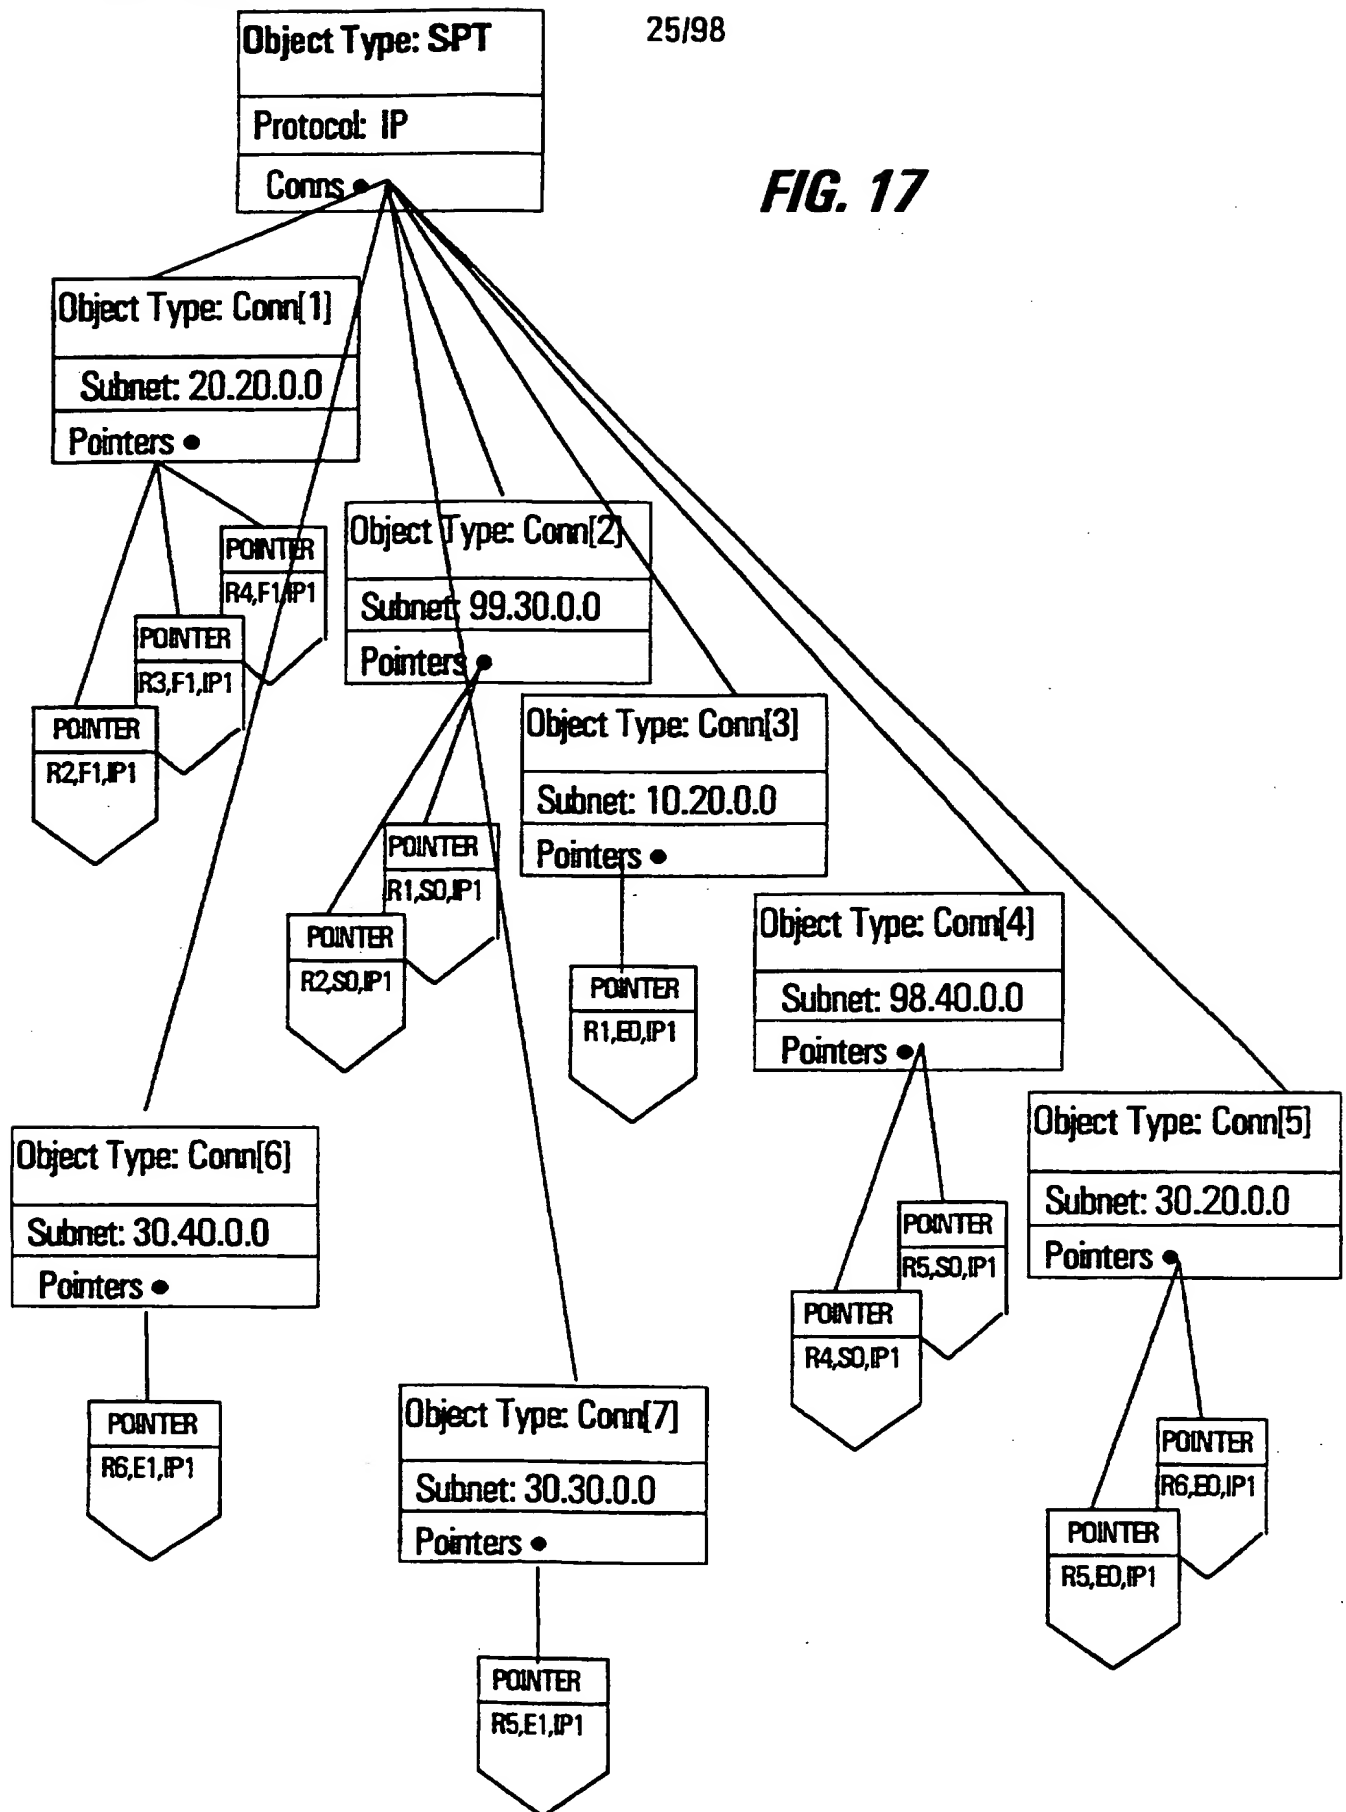 25/98
Object Type: SPT
Protocol: IP
Conns
FIG. 17
Object Type: Conn[1]
Subnet: 20.20.0.0
Pointers
POINTER
R4,F1,IP1
POINTER
R3,F1,IP1
POINTER
R2,F1,IP1
Object Type: Conn[2]
Subnet: 99.30.0.0
Pointers
POINTER
R1,S0,IP1
POINTER
R2,S0,IP1
Object Type: Conn[3]
Subnet: 10.20.0.0
Pointers
POINTER
R1,E0,IP1
Object Type: Conn[4]
Subnet: 98.40.0.0
Pointers
POINTER
R5,S0,IP1
POINTER
R4,S0,IP1
Object Type: Conn[5]
Subnet: 30.20.0.0
Pointers
POINTER
R6,E0,IP1
POINTER
R5,E0,IP1
Object Type: Conn[6]
Subnet: 30.40.0.0
Pointers
POINTER
R6,E1,IP1
Object Type: Conn[7]
Subnet: 30.30.0.0
Pointers
POINTER
R5,E1,IP1